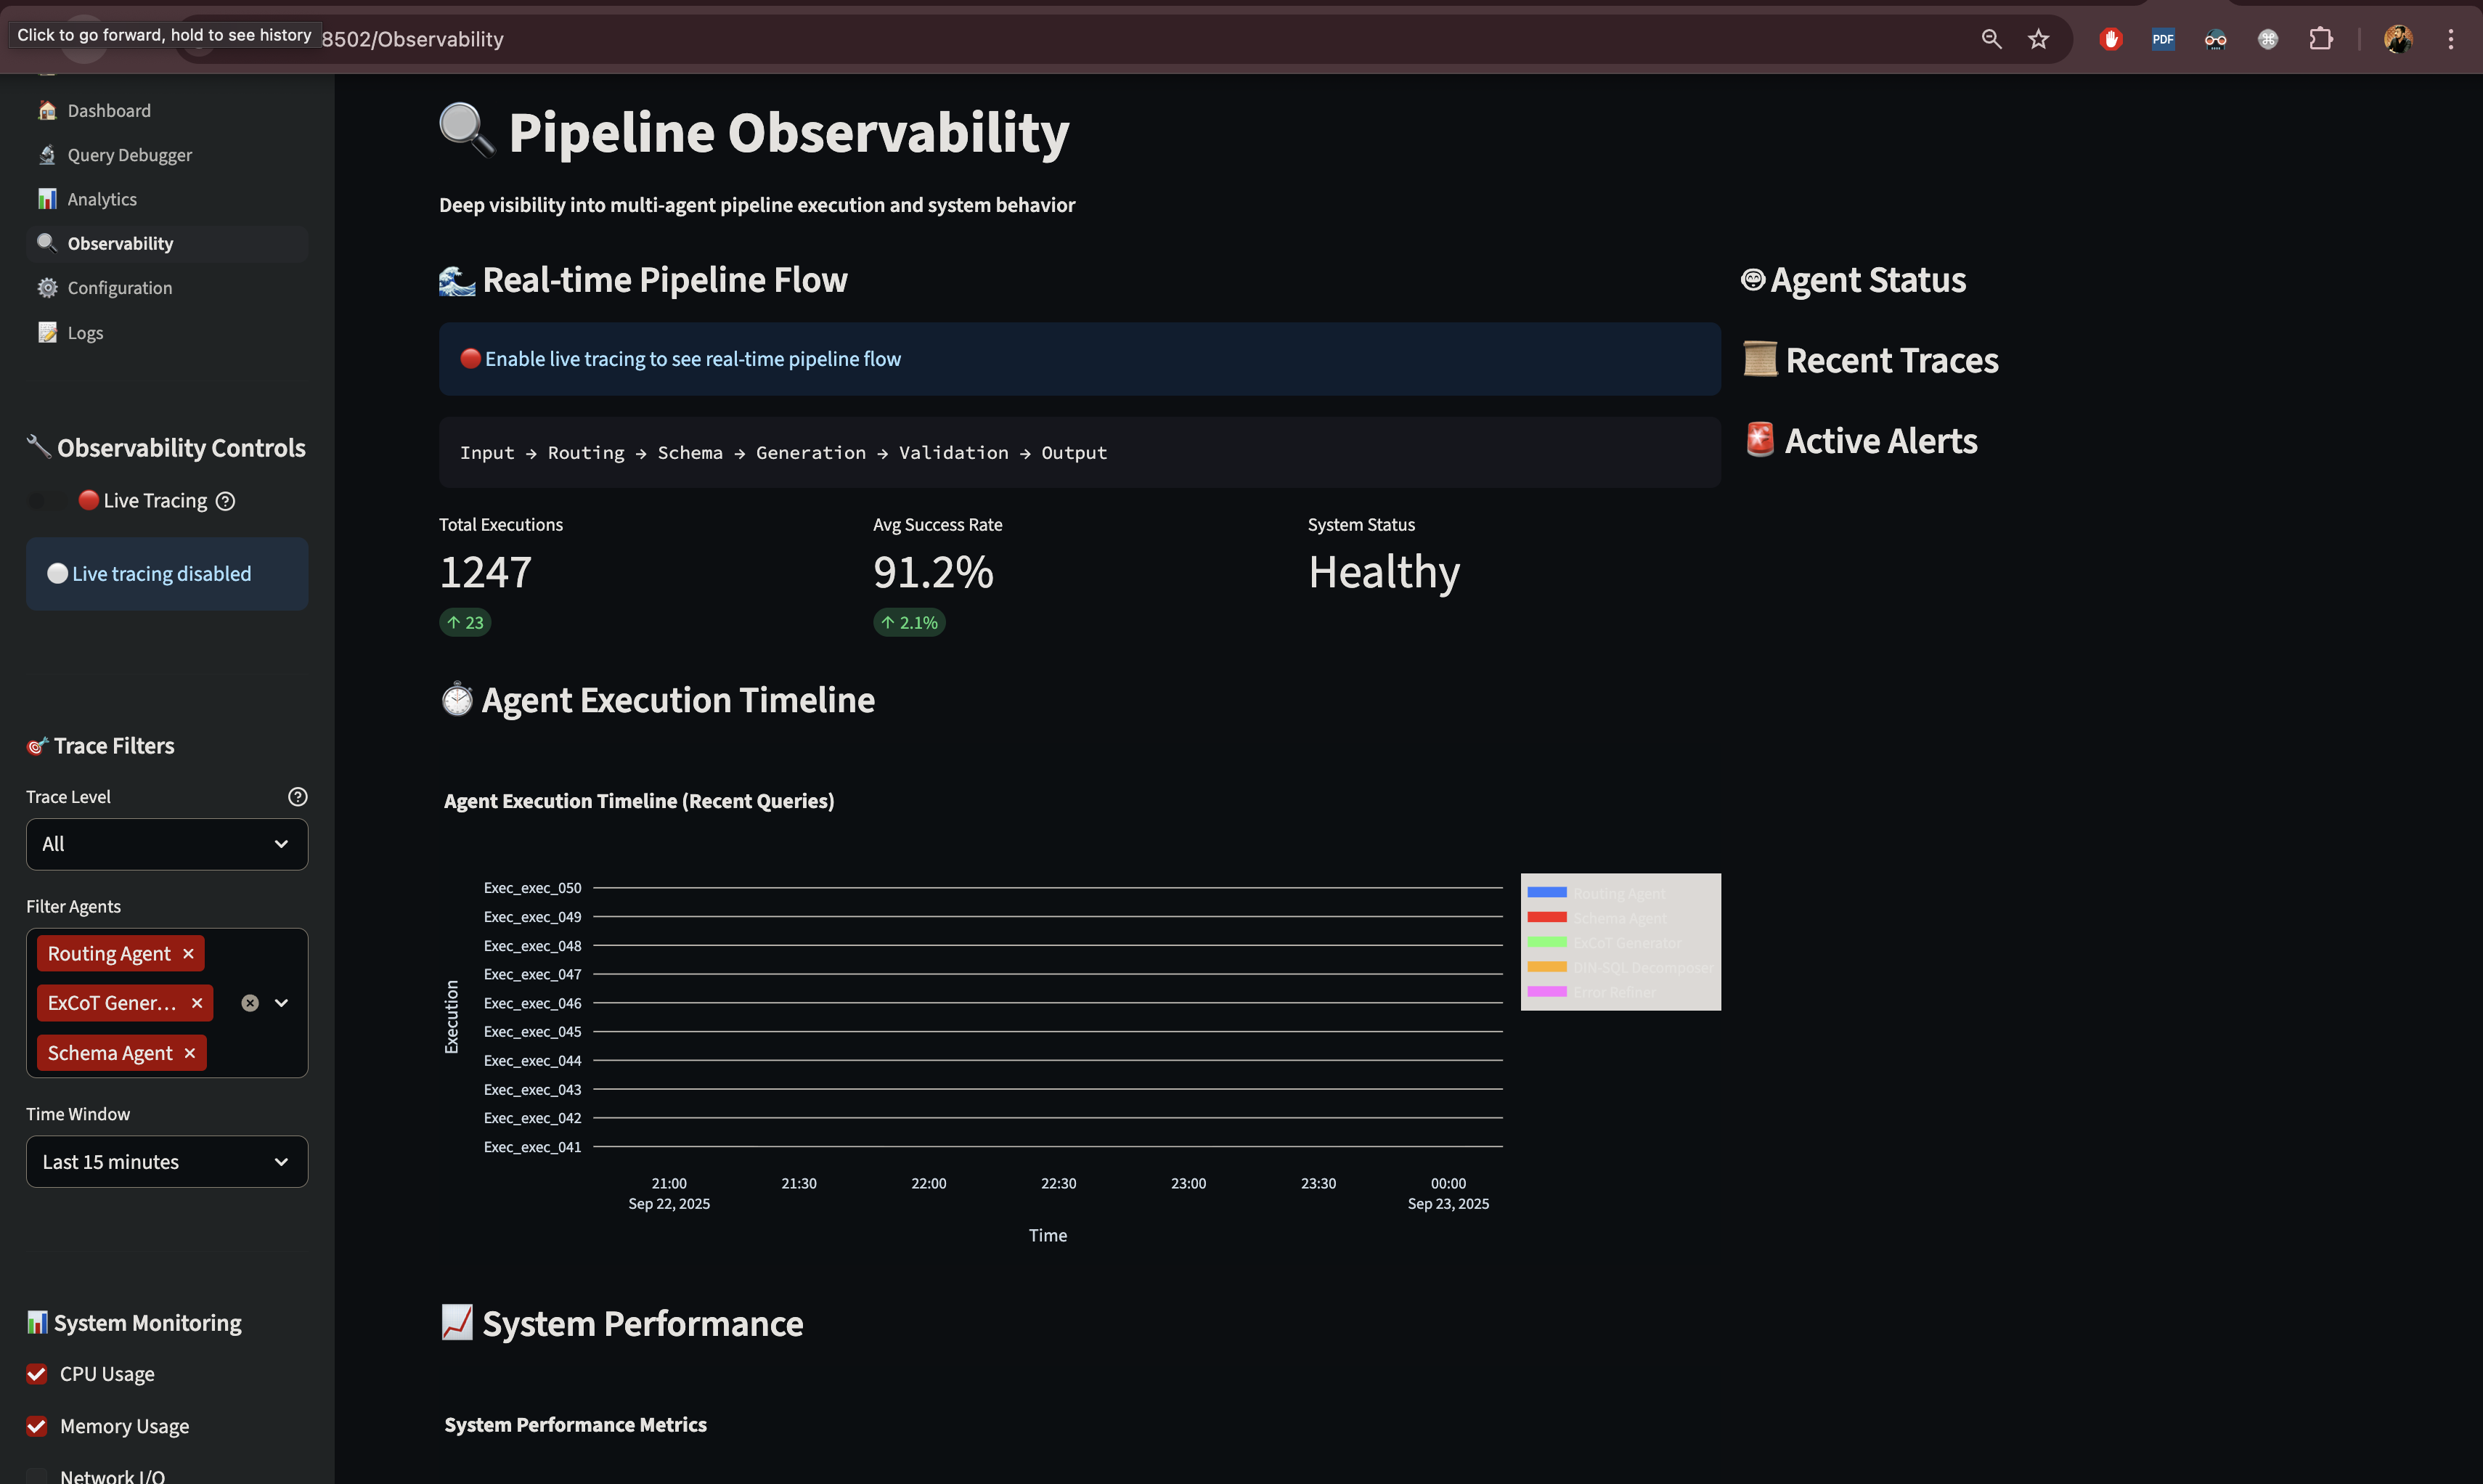 Click to go forward, hold to see history
8502/Observability
PDF
Dashboard
Query Debugger
Analytics
Observability
Configuration
Logs
Observability Controls
Live Tracing
Live tracing disabled
Trace Filters
Trace Level
All
Filter Agents
Routing Agent
ExCoT Gener...
Schema Agent
Time Window
Last 15 minutes
System Monitoring
CPU Usage
Memory Usage
Network I/O
Pipeline Observability
Deep visibility into multi-agent pipeline execution and system behavior
Real-time Pipeline Flow
Enable live tracing to see real-time pipeline flow
Input → Routing → Schema → Generation → Validation → Output
Total Executions
1247
↑ 23
Avg Success Rate
91.2%
↑ 2.1%
System Status
Healthy
Agent Execution Timeline
Agent Execution Timeline (Recent Queries)
Execution
Exec_exec_050
Exec_exec_049
Exec_exec_048
Exec_exec_047
Exec_exec_046
Exec_exec_045
Exec_exec_044
Exec_exec_043
Exec_exec_042
Exec_exec_041
21:00 21:30 22:00 22:30 23:00 23:30 00:00
Sep 22, 2025 Sep 23, 2025
Time
Routing Agent
Schema Agent
ExCoT Generator
DIN-SQL Decomposer
Error Refiner
System Performance
System Performance Metrics
Agent Status
Recent Traces
Active Alerts